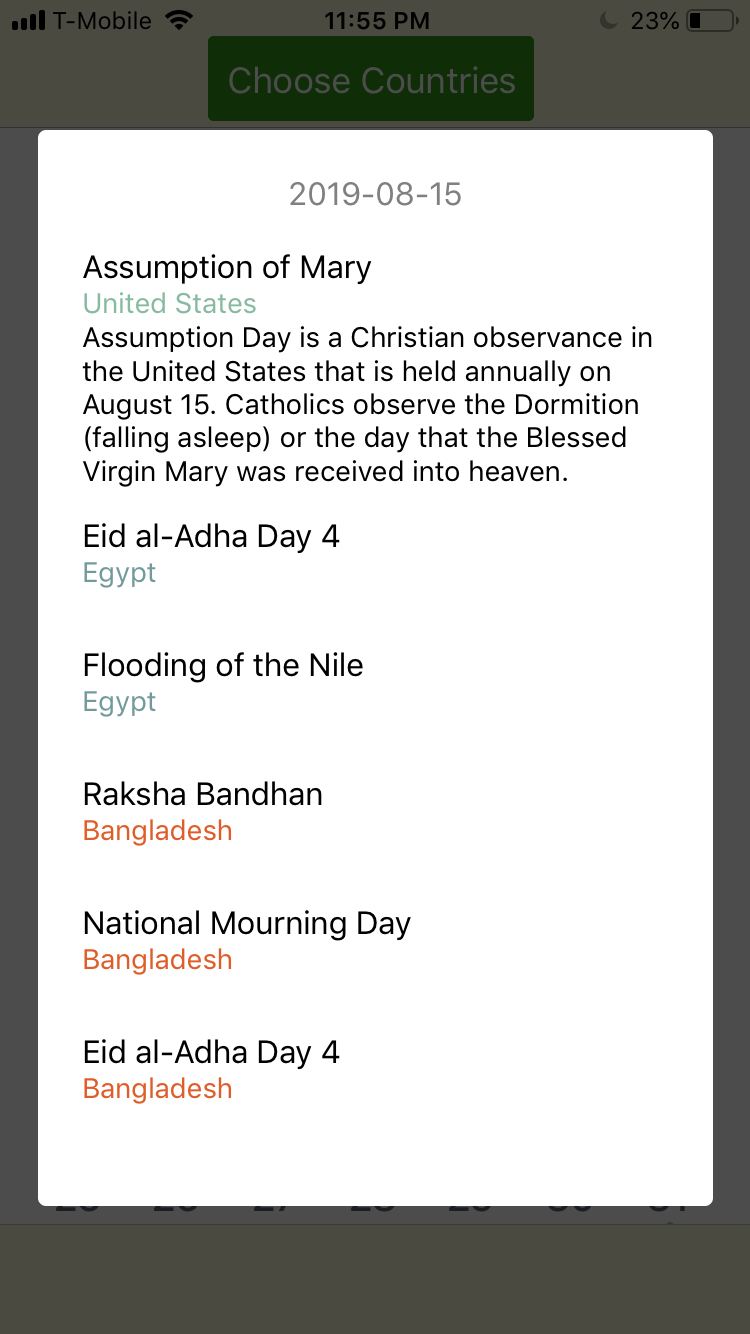 T-Mobile 11:55 PM 23%
Choose Countries
2019-08-15
Assumption of Mary
United States
Assumption Day is a Christian observance in
the United States that is held annually on
August 15. Catholics observe the Dormition
(falling asleep) or the day that the Blessed
Virgin Mary was received into heaven.
Eid al-Adha Day 4
Egypt
Flooding of the Nile
Egypt
Raksha Bandhan
Bangladesh
National Mourning Day
Bangladesh
Eid al-Adha Day 4
Bangladesh